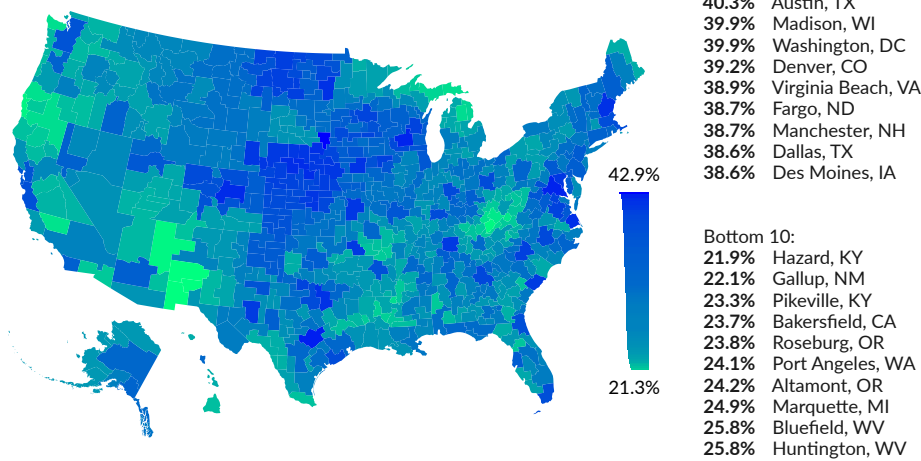 40.3% Austin, TX
39.9% Madison, WI
39.9% Washington, DC
39.2% Denver, CO
38.9% Virginia Beach, VA
38.7% Fargo, ND
38.7% Manchester, NH
38.6% Dallas, TX
38.6% Des Moines, IA
42.9%
21.3%
Bottom 10:
21.9% Hazard, KY
22.1% Gallup, NM
23.3% Pikeville, KY
23.7% Bakersfield, CA
23.8% Roseburg, OR
24.1% Port Angeles, WA
24.2% Altamont, OR
24.9% Marquette, MI
25.8% Bluefield, WV
25.8% Huntington, WV